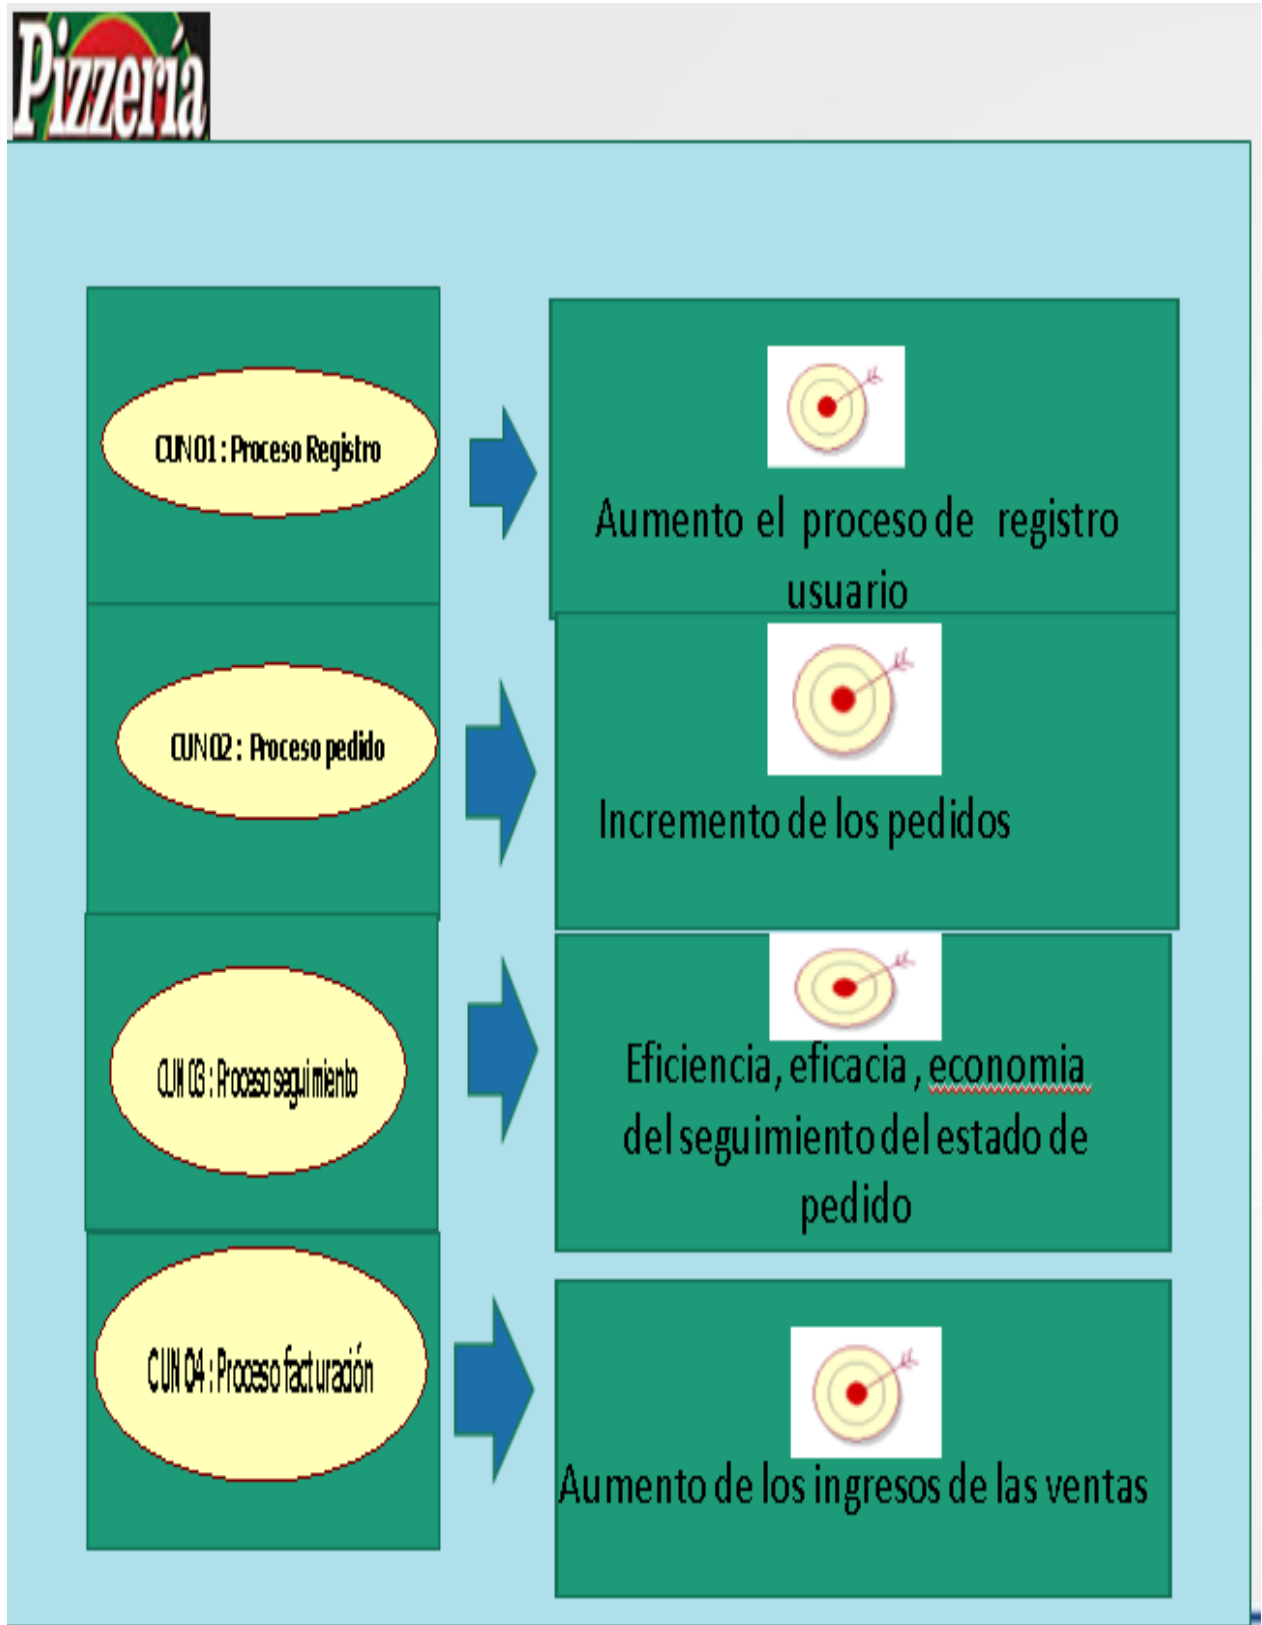 Pizzería
CUN 01 : Proceso Registro
Aumento el proceso de registro
usuario
CUN 02 : Proceso pedido
Incremento de los pedidos
CUN 03 : Proceso seguimiento
Eficiencia, eficacia , economia
del seguimiento del estado de
pedido
CUN 04 : Proceso facturación
Aumento de los ingresos de las ventas